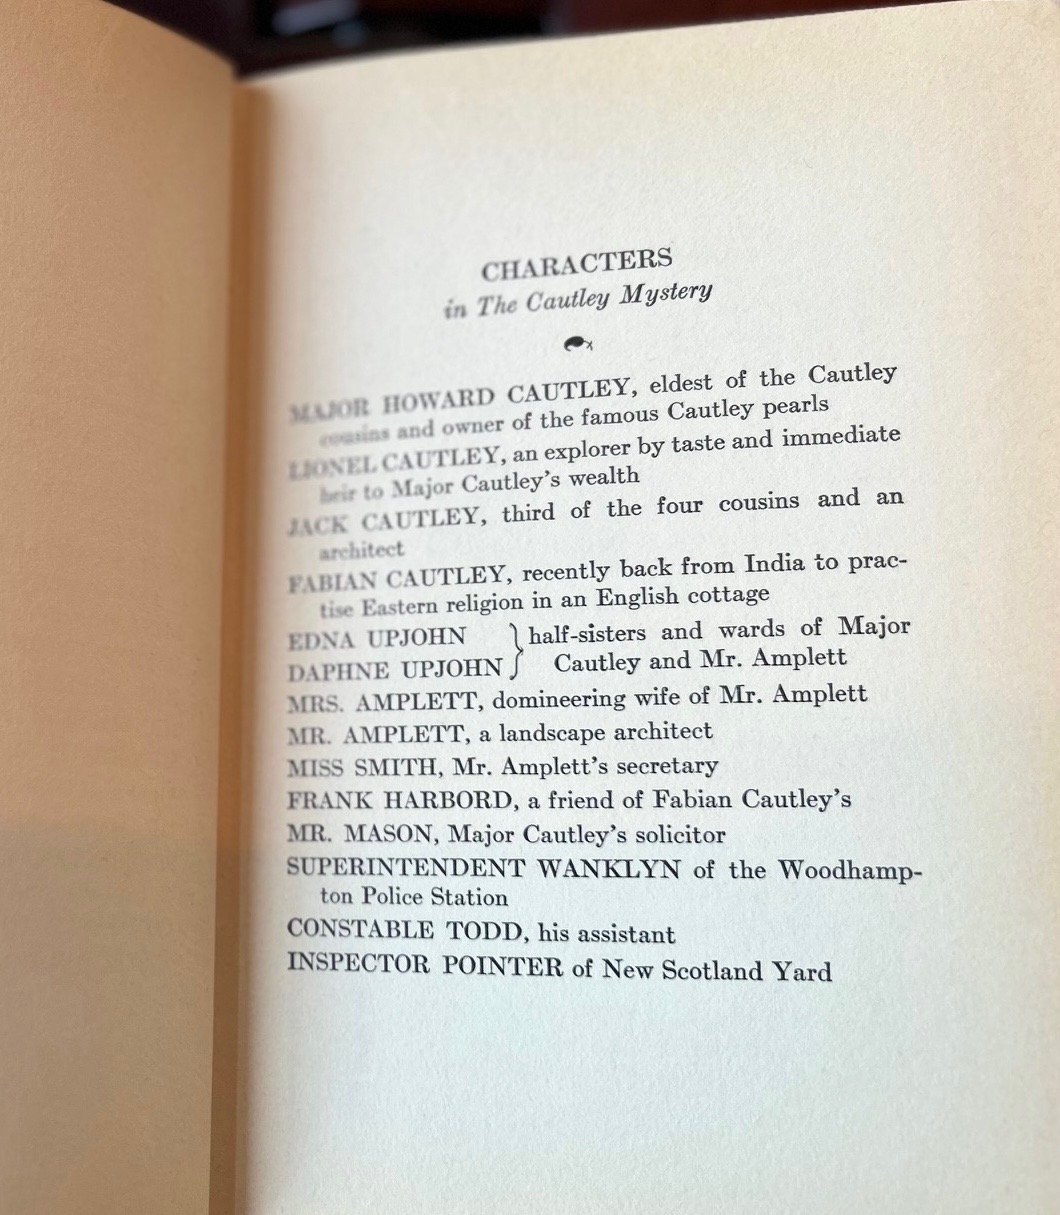 CHARACTERS
in The Cautley Mystery
MAJOR HOWARD CAUTLEY, eldest of the Cautley
cousins and owner of the famous Cautley pearls
LIONEL CAUTLEY, an explorer by taste and immediate
heir to Major Cautley's wealth
JACK CAUTLEY, third of the four cousins and an
architect
FABIAN CAUTLEY, recently back from India to prac-
tise Eastern religion in an English cottage
EDNA UPJOHN } half-sisters and wards of Major
DAPHNE UPJOHN } Cautley and Mr. Amplett
MRS. AMPLETT, domineering wife of Mr. Amplett
MR. AMPLETT, a landscape architect
MISS SMITH, Mr. Amplett's secretary
FRANK HARBORD, a friend of Fabian Cautley's
MR. MASON, Major Cautley's solicitor
SUPERINTENDENT WANKLYN of the Woodhamp-
ton Police Station
CONSTABLE TODD, his assistant
INSPECTOR POINTER of New Scotland Yard